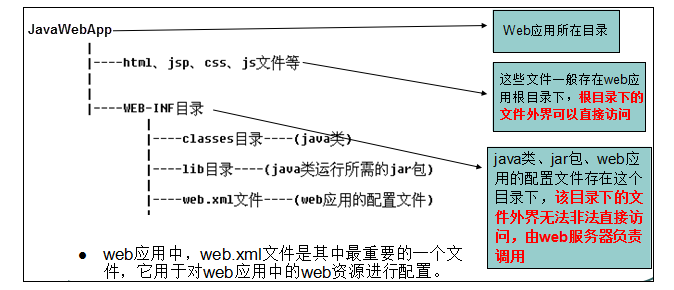 JavaWebApp
Web应用所在目录
|----html、jsp、css、js文件等
这些文件一般存在web应
用根目录下，根目录下的
文件外界可以直接访问
|----WEB-INF目录
|----classes目录----(java类)
|----lib目录----(java类运行所需的jar包)
|----web.xml文件----(web应用的配置文件)
java类、jar包、web应
用的配置文件存在这个
目录下，该目录下的文
件外界无法非法直接访
问，由web服务器负责
调用
● web应用中，web.xml文件是其中最重要的一个文
件，它用于对web应用中的web资源进行配置。